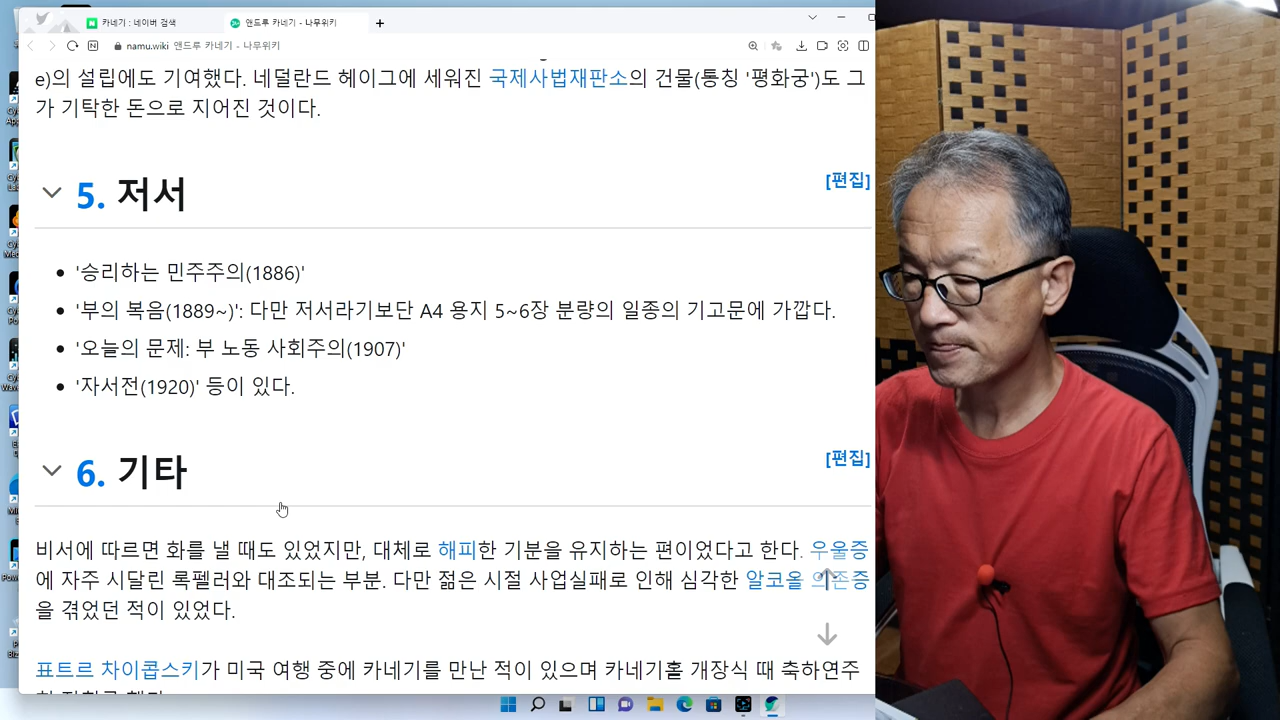 카네기 : 네이버 검색
앤드루 카네기 - 나무위키
namu.wiki 앤드루 카네기 - 나무위키
e)의 설립에도 기여했다. 네덜란드 헤이그에 세워진 국제사법재판소의 건물(통칭 '평화궁')도 그
가 기탁한 돈으로 지어진 것이다.
5. 저서
[편집]
'승리하는 민주주의(1886)'
'부의 복음(1889~)': 다만 저서라기보단 A4 용지 5~6장 분량의 일종의 기고문에 가깝다.
'오늘의 문제: 부 노동 사회주의(1907)'
'자서전(1920)' 등이 있다.
6. 기타
[편집]
비서에 따르면 화를 낼 때도 있었지만, 대체로 해피한 기분을 유지하는 편이었다고 한다. 우울증
에 자주 시달린 록펠러와 대조되는 부분. 다만 젊은 시절 사업실패로 인해 심각한 알코올 의존증
을 겪었던 적이 있었다.
표트르 차이콥스키가 미국 여행 중에 카네기를 만난 적이 있으며 카네기홀 개장식 때 축하연주